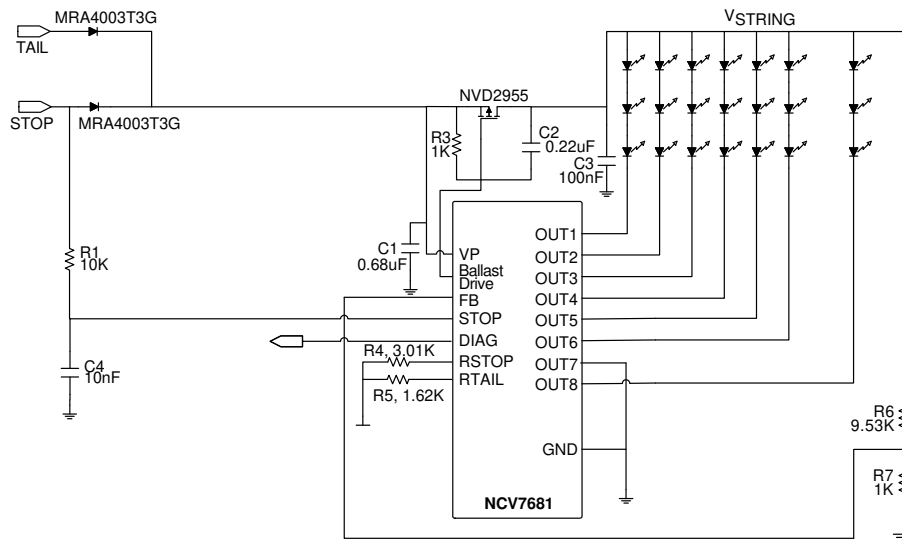 MRA4003T3G
V_STRING
TAIL
NVD2955
STOP
MRA4003T3G
R3
1K
C2
0.22uF
C3
100nF
R1
10K
C1
0.68uF
VP
Ballast
Drive
FB
STOP
DIAG
RSTOP
RTAIL
OUT1
OUT2
OUT3
OUT4
OUT5
OUT6
OUT7
OUT8
GND
NCV7681
R4, 3.01K
R5, 1.62K
C4
10nF
R6
9.53K
R7
1K